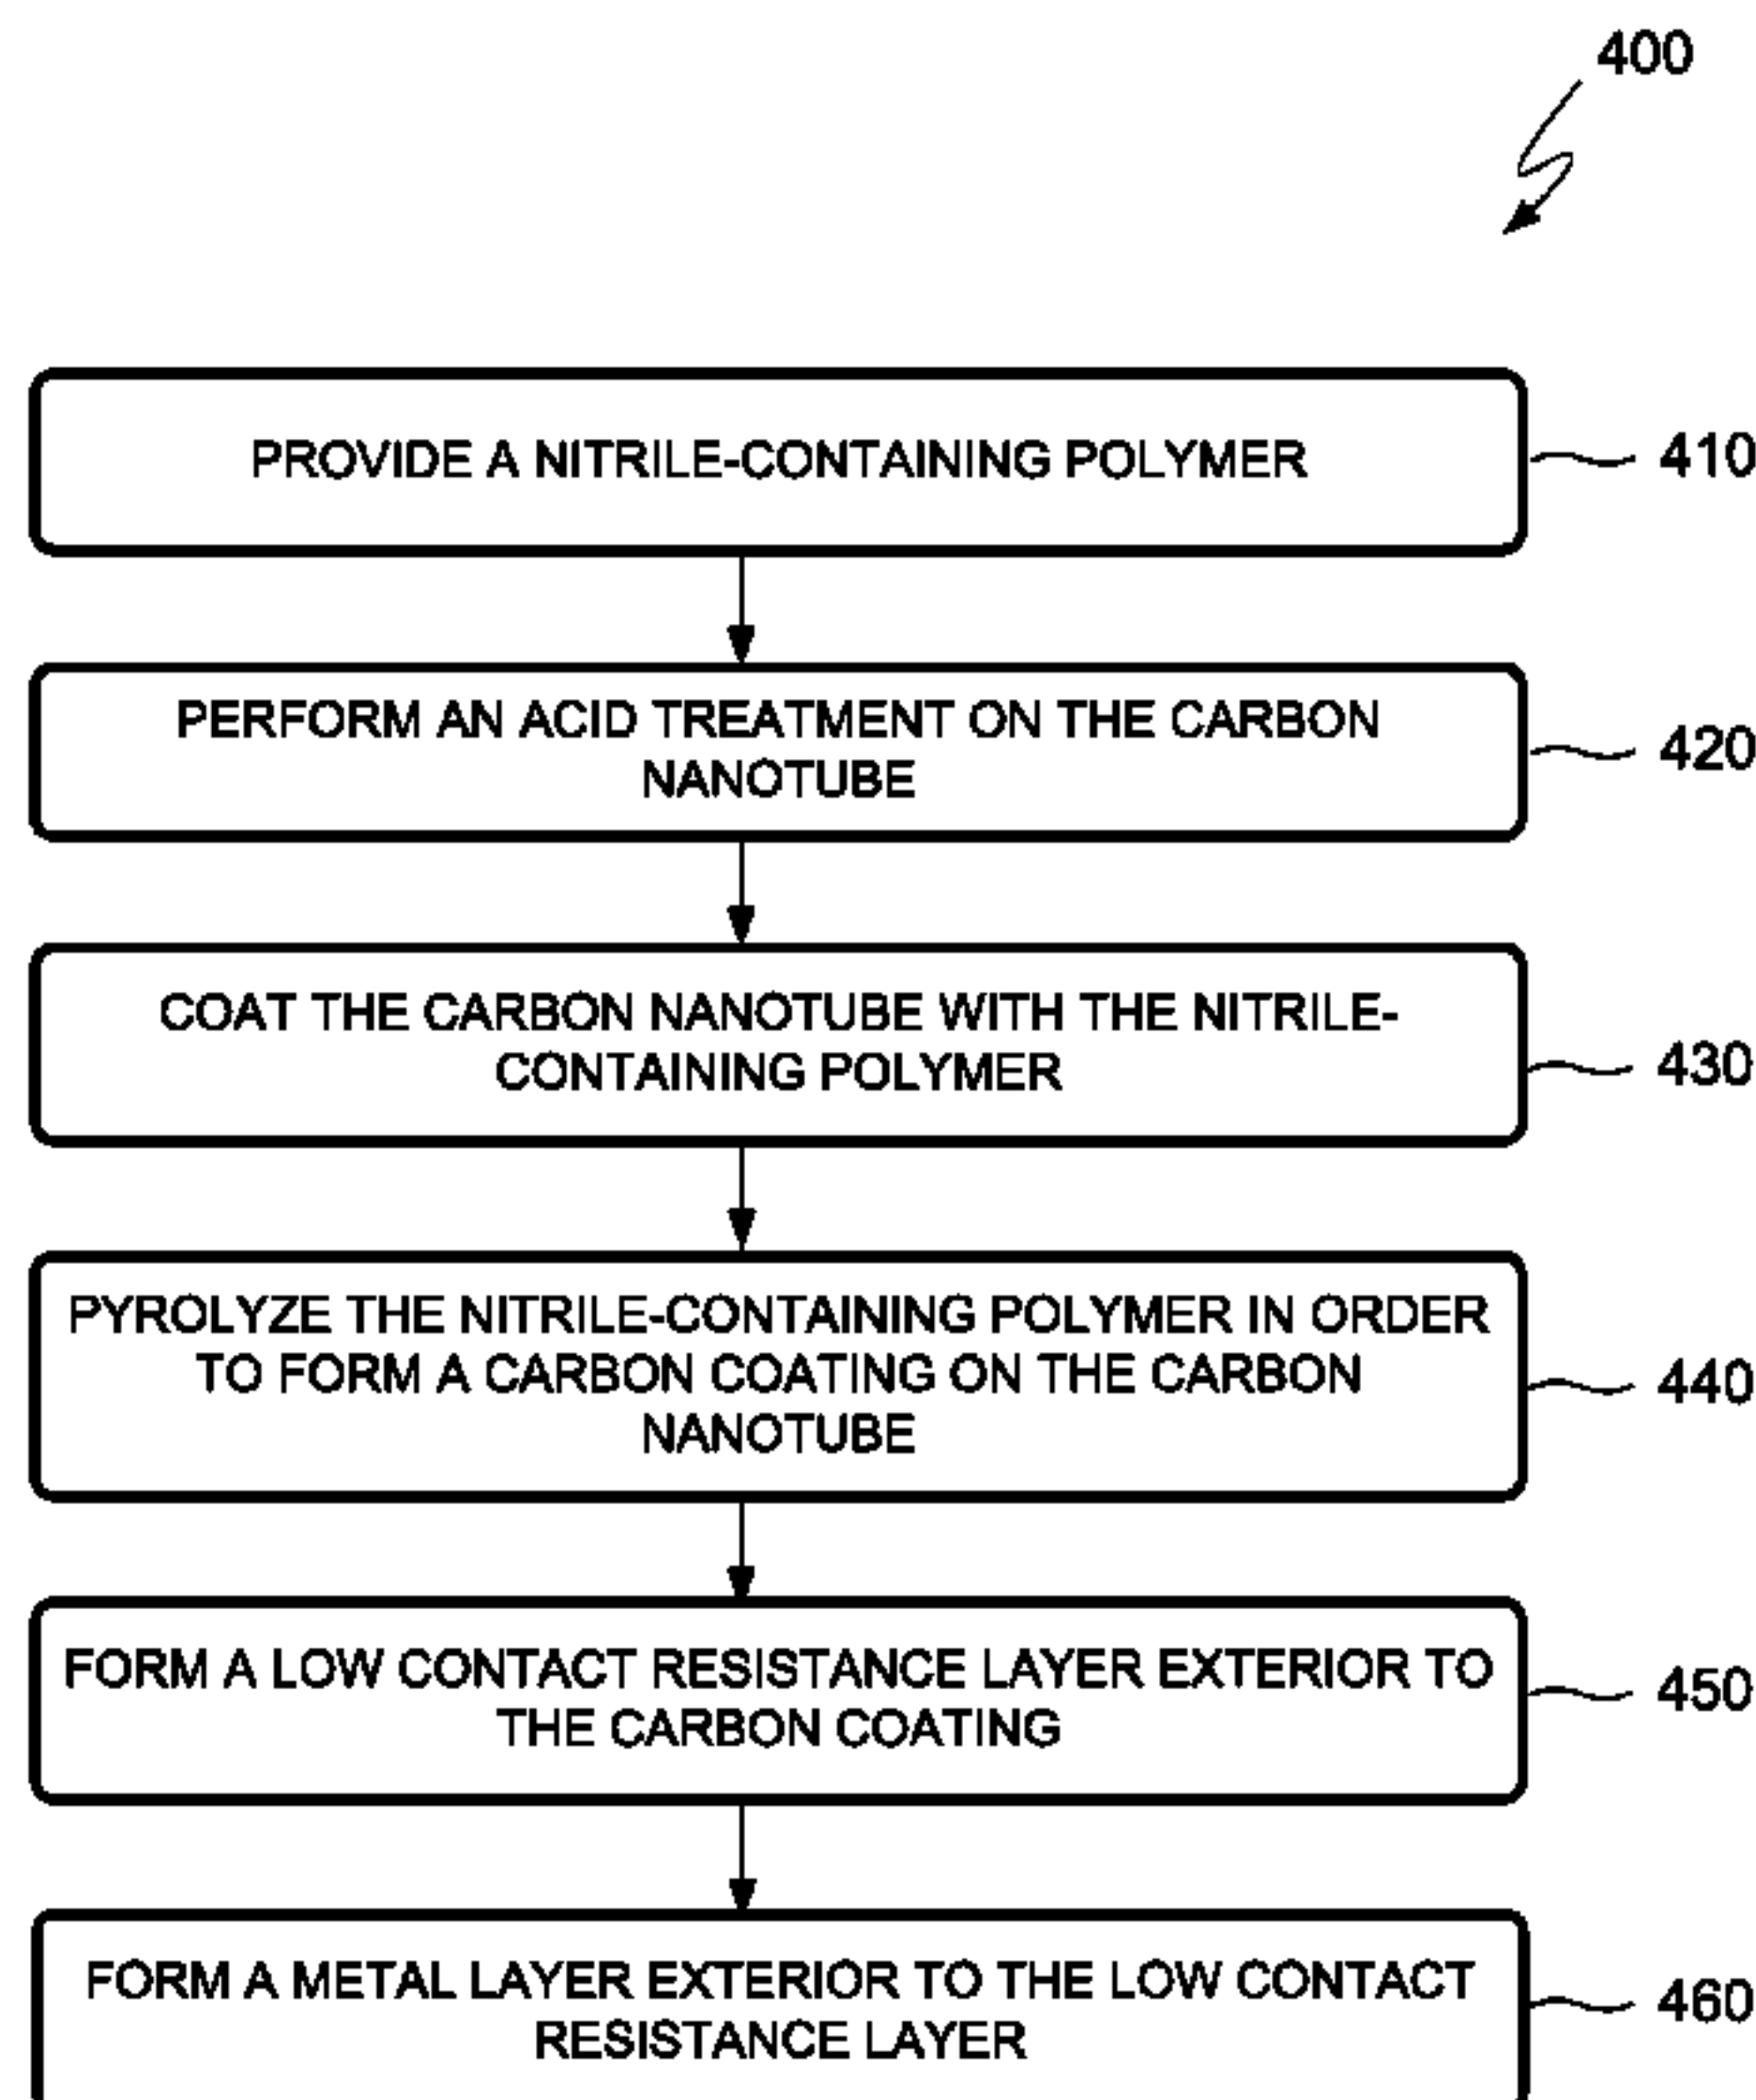 400
PROVIDE A NITRILE-CONTAINING POLYMER
410
PERFORM AN ACID TREATMENT ON THE CARBON
NANOTUBE
420
COAT THE CARBON NANOTUBE WITH THE NITRILE-
CONTAINING POLYMER
430
PYROLYZE THE NITRILE-CONTAINING POLYMER IN ORDER
TO FORM A CARBON COATING ON THE CARBON
NANOTUBE
440
FORM A LOW CONTACT RESISTANCE LAYER EXTERIOR TO
THE CARBON COATING
450
FORM A METAL LAYER EXTERIOR TO THE LOW CONTACT
RESISTANCE LAYER
460